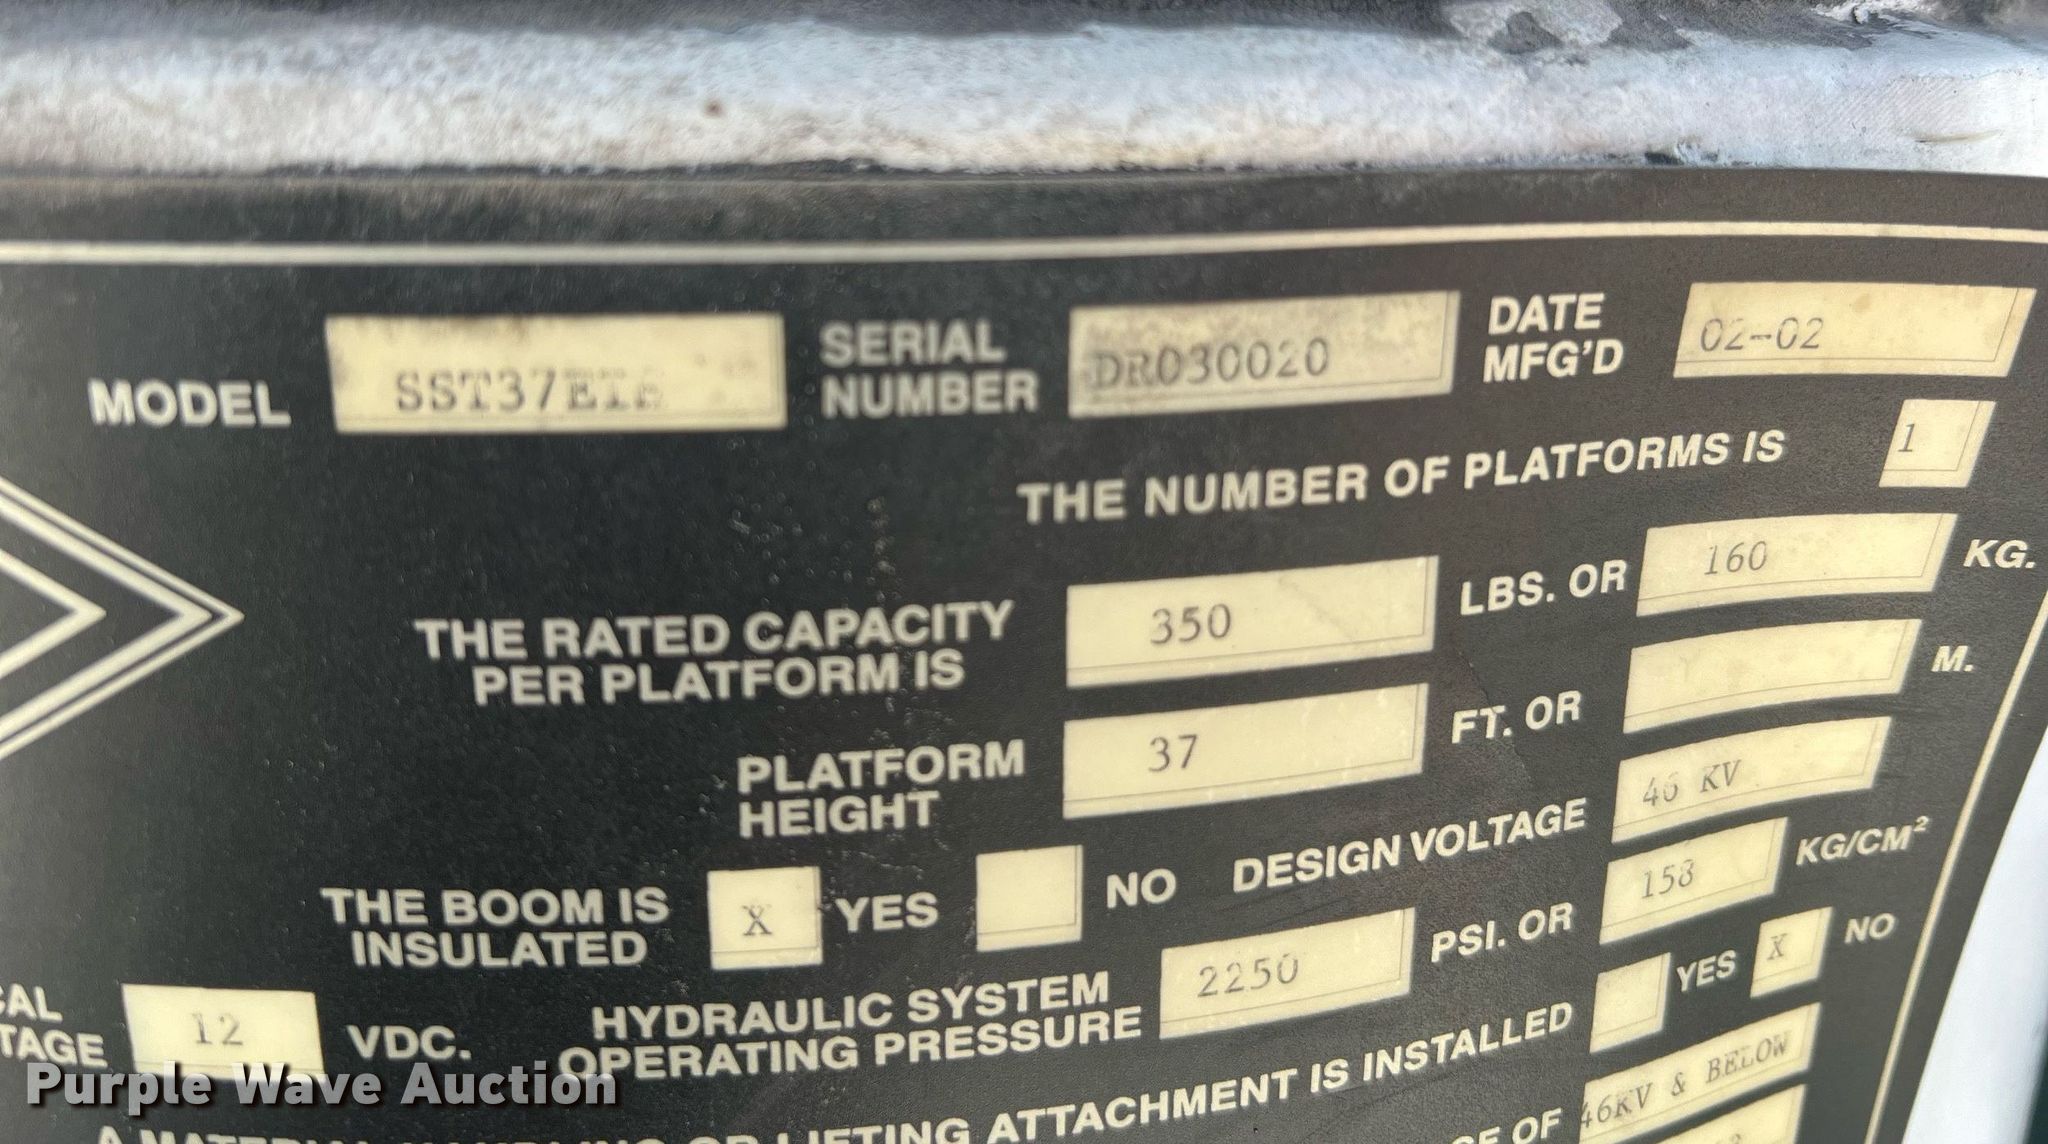 MODEL SERIAL NUMBER DR030020 DATE MFG'D 02-02
THE NUMBER OF PLATFORMS IS 1
THE RATED CAPACITY PER PLATFORM IS 350 LBS. OR 160 KG.
PLATFORM HEIGHT 37 FT. OR M.
THE BOOM IS INSULATED X YES NO DESIGN VOLTAGE 46 KV
12 VDC. HYDRAULIC SYSTEM OPERATING PRESSURE 2250 PSI. OR 158 KG/CM²
OR LIFTING ATTACHMENT IS INSTALLED YES X NO
OF 46KV & BELOW
Purple Wave Auction